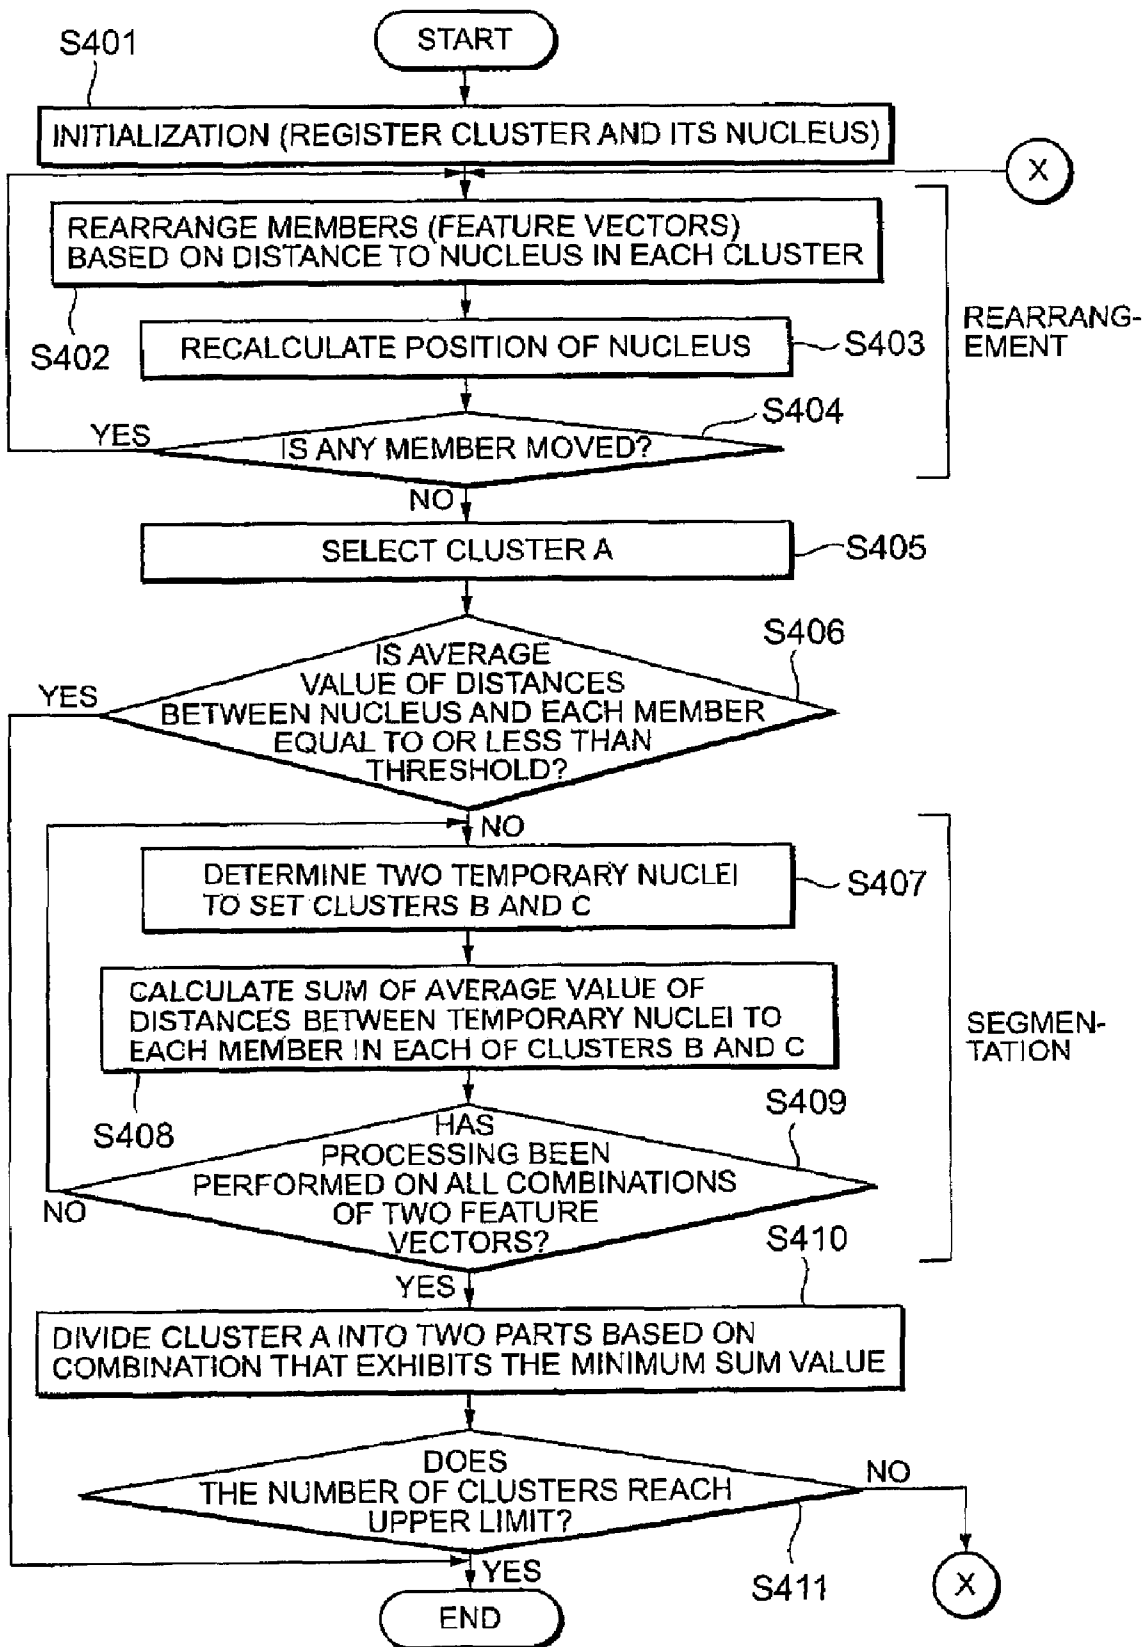 START
S401
INITIALIZATION (REGISTER CLUSTER AND ITS NUCLEUS)
X
REARRANGE MEMBERS (FEATURE VECTORS)
BASED ON DISTANCE TO NUCLEUS IN EACH CLUSTER
S402
RECALCULATE POSITION OF NUCLEUS
S403
REARRANG-
EMENT
S404
YES
IS ANY MEMBER MOVED?
NO
SELECT CLUSTER A
S405
S406
IS AVERAGE
VALUE OF DISTANCES
BETWEEN NUCLEUS AND EACH MEMBER
EQUAL TO OR LESS THAN
THRESHOLD?
YES
NO
DETERMINE TWO TEMPORARY NUCLEI
TO SET CLUSTERS B AND C
S407
CALCULATE SUM OF AVERAGE VALUE OF
DISTANCES BETWEEN TEMPORARY NUCLEI TO
EACH MEMBER IN EACH OF CLUSTERS B AND C
SEGMEN-
TATION
S408
S409
HAS
PROCESSING BEEN
PERFORMED ON ALL COMBINATIONS
OF TWO FEATURE
VECTORS?
NO
YES
S410
DIVIDE CLUSTER A INTO TWO PARTS BASED ON
COMBINATION THAT EXHIBITS THE MINIMUM SUM VALUE
DOES
THE NUMBER OF CLUSTERS REACH
UPPER LIMIT?
NO
YES
S411
X
END